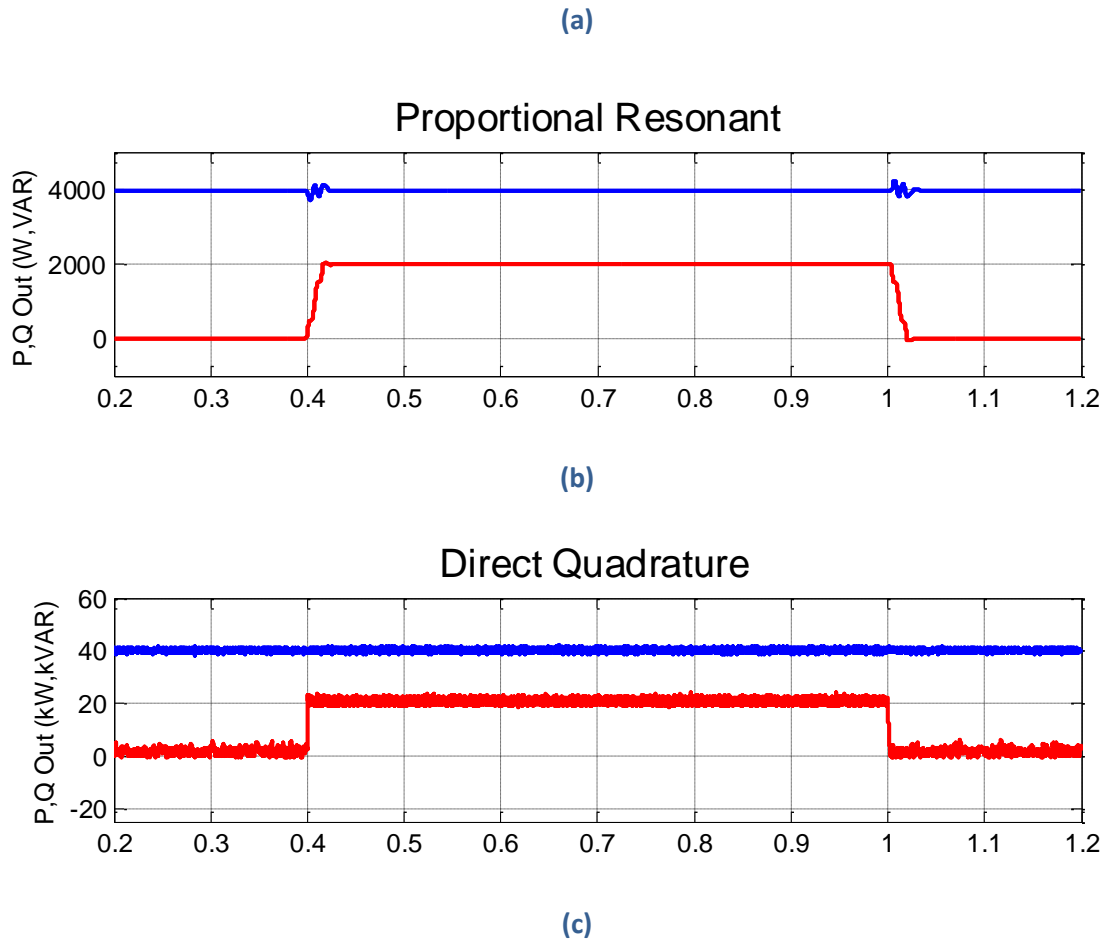 (a)
Proportional Resonant
P,Q Out (W,VAR)
4000
2000
0
0.2 0.3 0.4 0.5 0.6 0.7 0.8 0.9 1 1.1 1.2
(b)
Direct Quadrature
P,Q Out (kW,kVAR)
60
40
20
0
-20
0.2 0.3 0.4 0.5 0.6 0.7 0.8 0.9 1 1.1 1.2
(c)